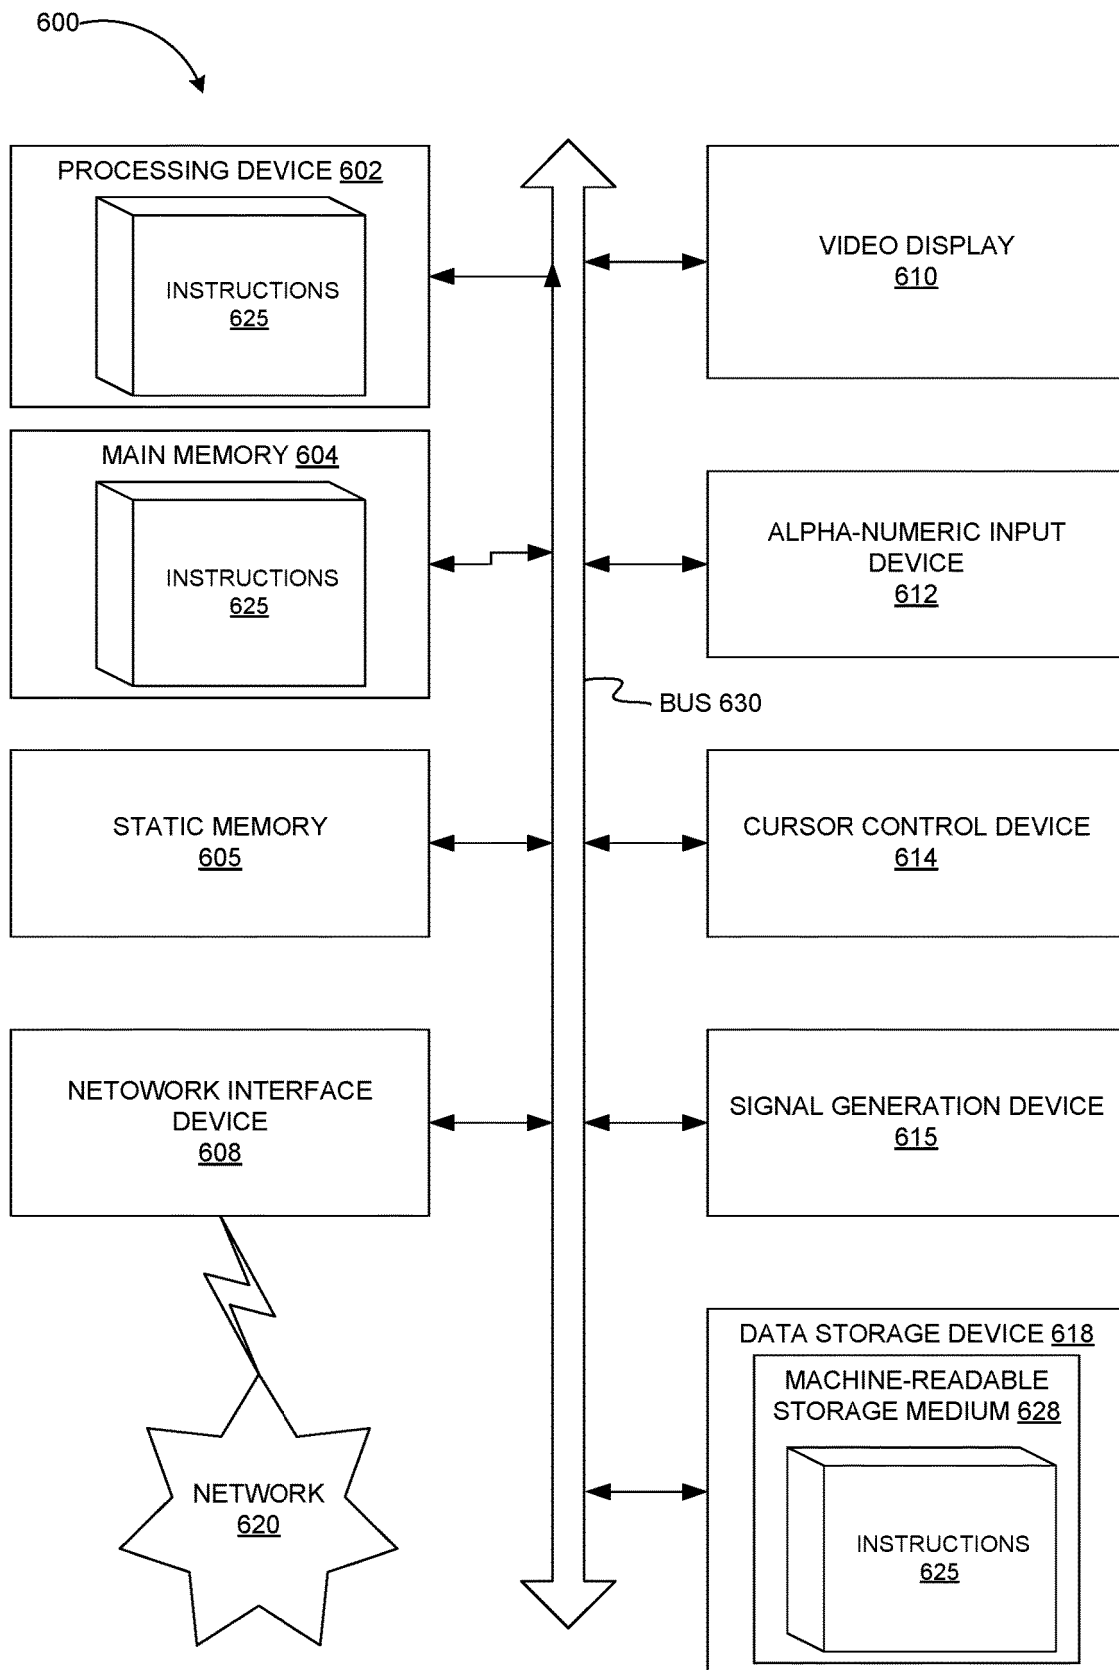 600
PROCESSING DEVICE 602
INSTRUCTIONS
625
MAIN MEMORY 604
INSTRUCTIONS
625
STATIC MEMORY
605
NETOWORK INTERFACE
DEVICE
608
NETWORK
620
BUS 630
VIDEO DISPLAY
610
ALPHA-NUMERIC INPUT
DEVICE
612
CURSOR CONTROL DEVICE
614
SIGNAL GENERATION DEVICE
615
DATA STORAGE DEVICE 618
MACHINE-READABLE
STORAGE MEDIUM 628
INSTRUCTIONS
625